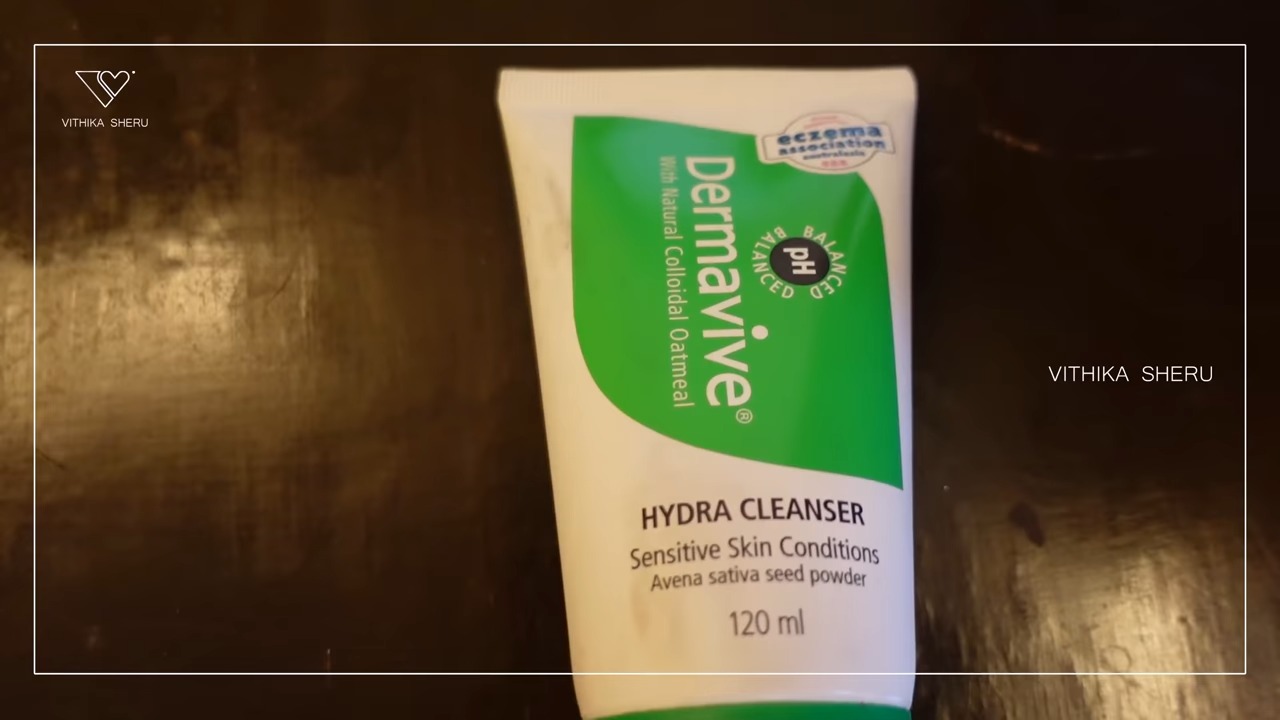 VITHIKA SHERU
eczema
association
australasia
Dermavive®
With Natural Colloidal Oatmeal
BALANCED
pH
BALANCED
HYDRA CLEANSER
Sensitive Skin Conditions
Avena sativa seed powder
120 ml
VITHIKA SHERU